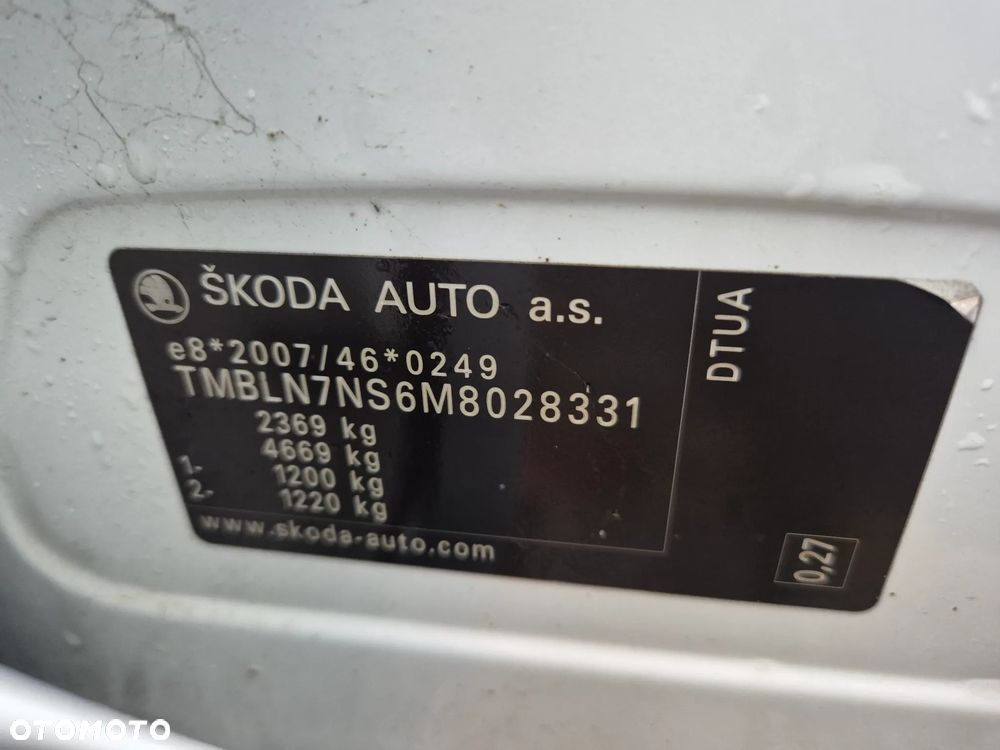 ŠKODA AUTO a.s.
e8*2007/46*0249
TMBLN7NS6M8028331
2369 kg
4669 kg
1- 1200 kg
2- 1220 kg
www.skoda-auto.com
DTUA
0,27
OTOMOTO